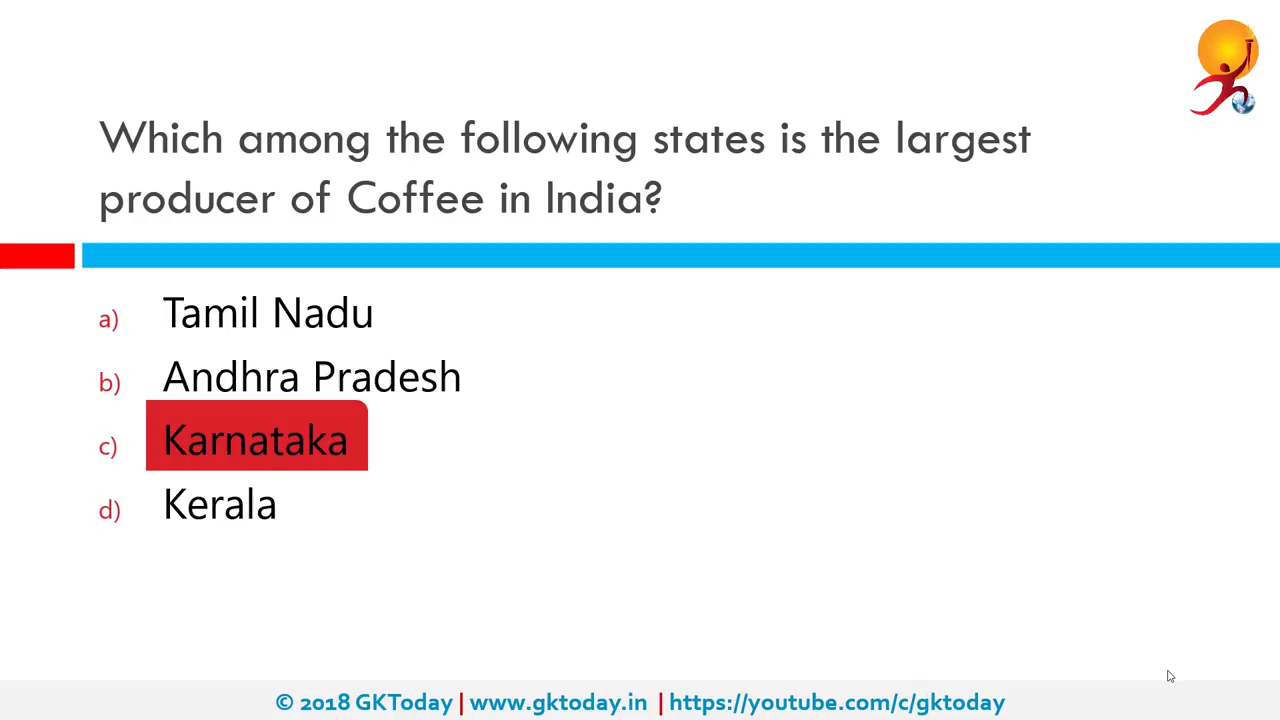 Which among the following states is the largest
producer of Coffee in India?
a) Tamil Nadu
b) Andhra Pradesh
c) Karnataka
d) Kerala
© 2018 GKToday | www.gktoday.in | https://youtube.com/c/gktoday